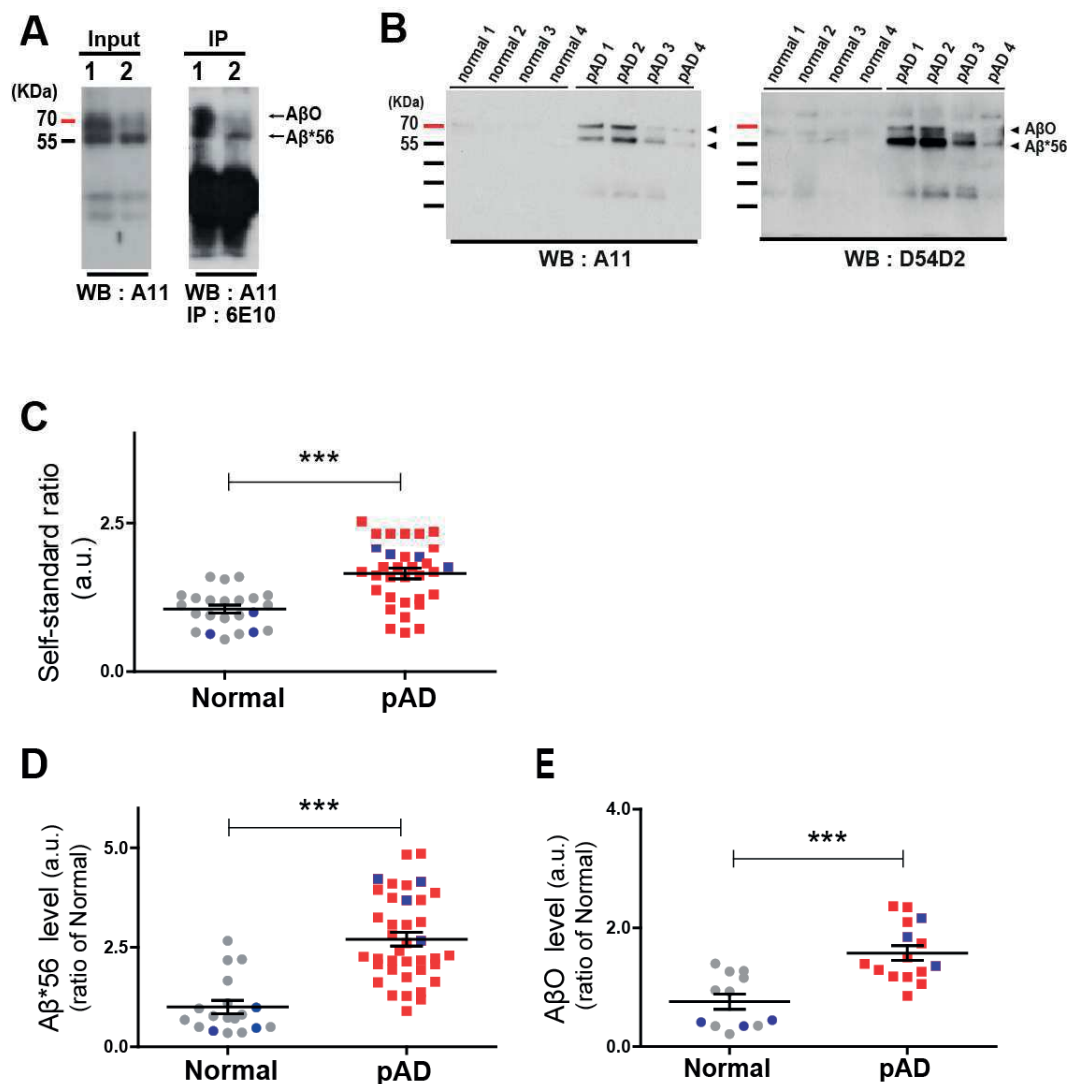 A
Input
IP
1 2
1 2
(KDa)
70
55
AβO
Aβ*56
WB : A11
WB : A11
IP : 6E10
B
normal 1
normal 2
normal 3
normal 4
pAD 1
pAD 2
pAD 3
pAD 4
(KDa)
70
55
WB : A11
normal 1
normal 2
normal 3
normal 4
pAD 1
pAD 2
pAD 3
pAD 4
AβO
Aβ*56
WB : D54D2
C
Self-standard ratio
(a.u.)
2.5
0.0
***
Normal
pAD
D
Aβ*56 level (a.u.)
(ratio of Normal)
5.0
2.5
0.0
***
Normal
pAD
E
AβO level (a.u.)
(ratio of Normal)
4.0
2.0
0.0
***
Normal
pAD